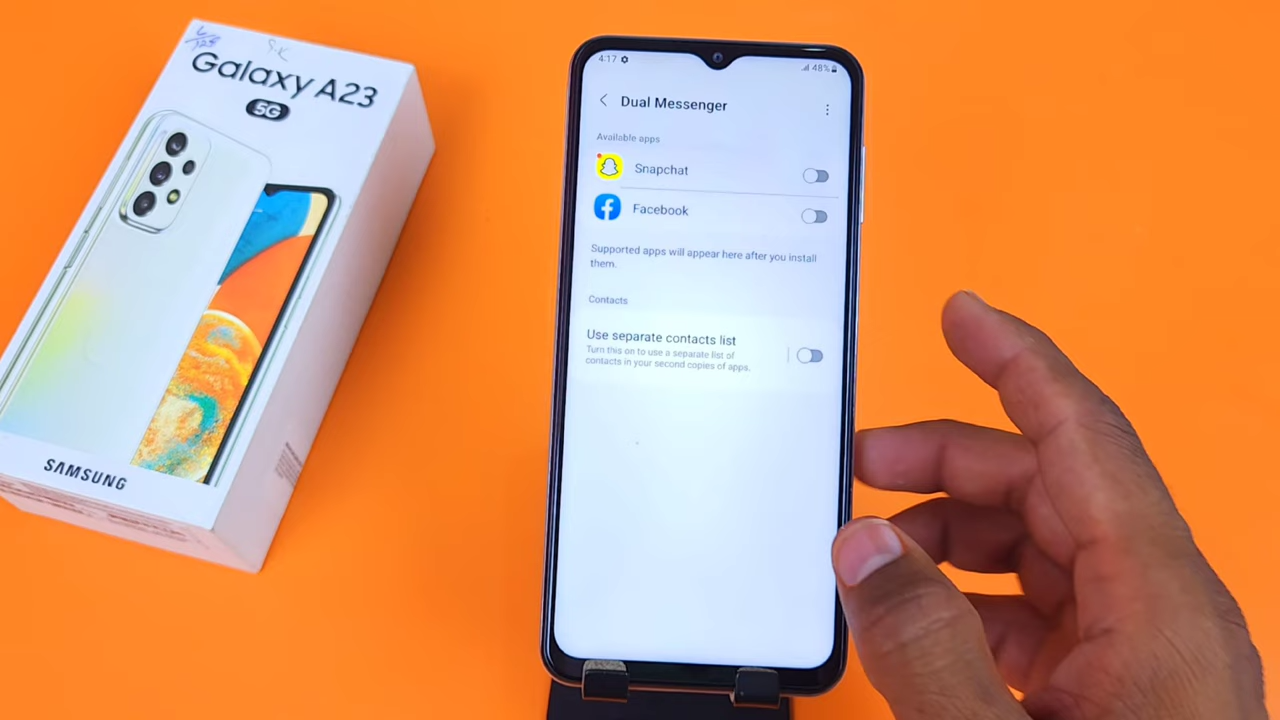 Galaxy A23
5G
SAMSUNG
4:17
48%
Dual Messenger
Available apps
Snapchat
Facebook
Supported apps will appear here after you install
them.
Contacts
Use separate contacts list
Turn this on to use a separate list of
contacts in your second copies of apps.